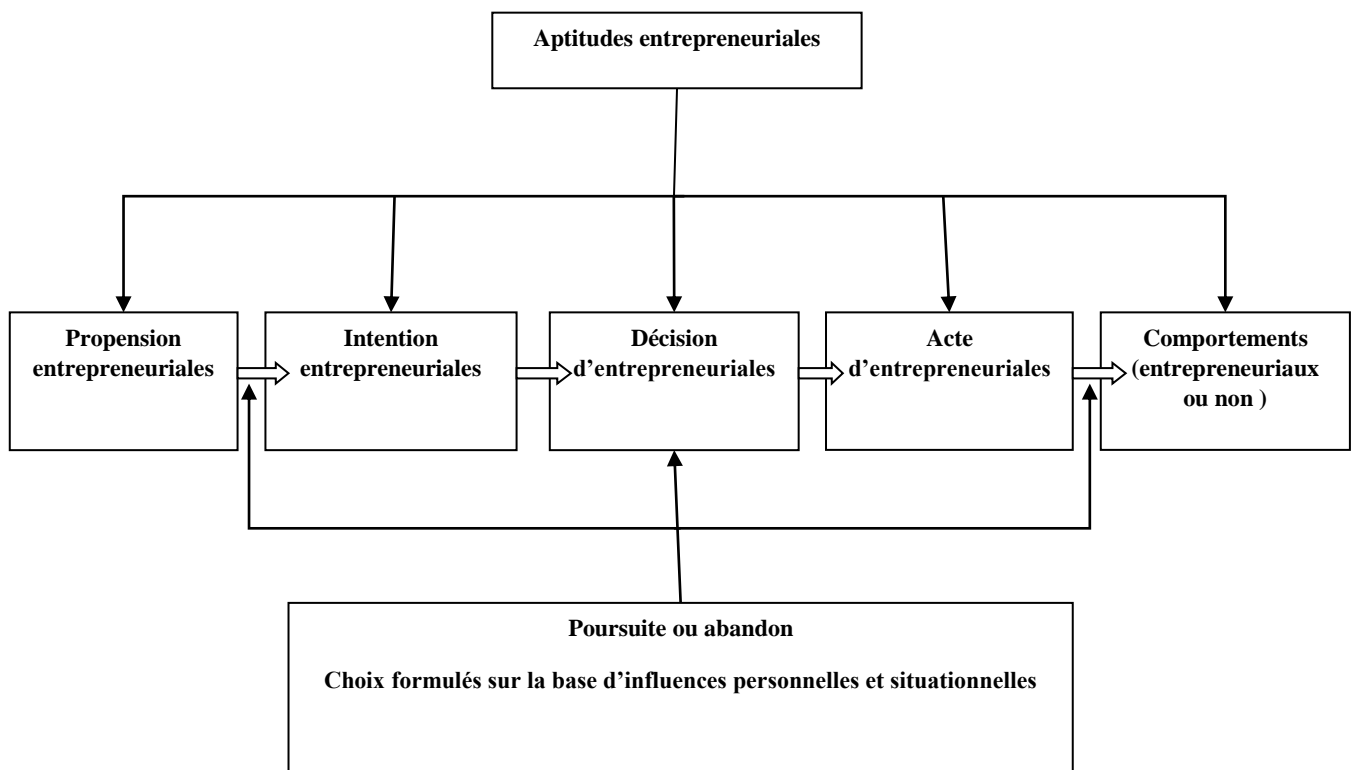 Aptitudes entrepreneuriales
Propension
entrepreneuriales
Intention
entrepreneuriales
Décision
d’entrepreneuriales
Acte
d’entrepreneuriales
Comportements
(entrepreneuriaux
ou non )
Poursuite ou abandon
Choix formulés sur la base d’influences personnelles et situationnelles